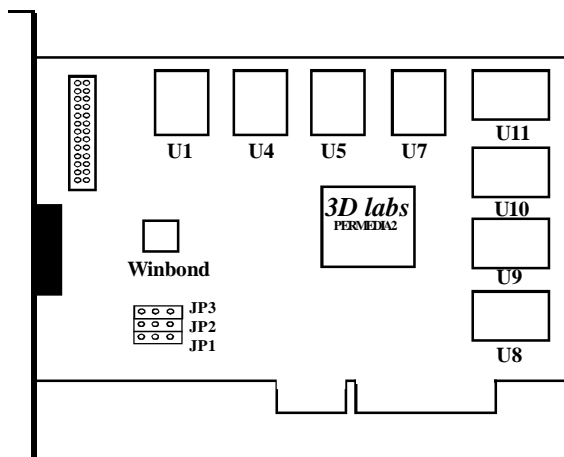 U1
U4
U5
U7
U11
3D labs
PERMEDIA2
U10
Winbond
U9
JP3
JP2
JP1
U8